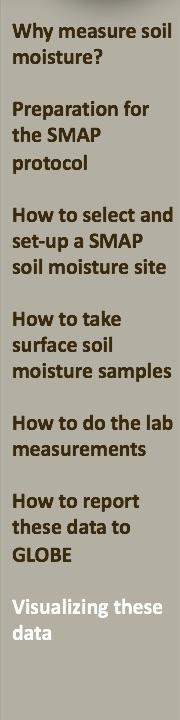 Why measure soil
moisture?
Preparation for
the SMAP
protocol
How to select and
set-up a SMAP
soil moisture site
How to take
surface soil
moisture samples
How to do the lab
measurements
How to report
these data to
GLOBE
Visualizing these
data